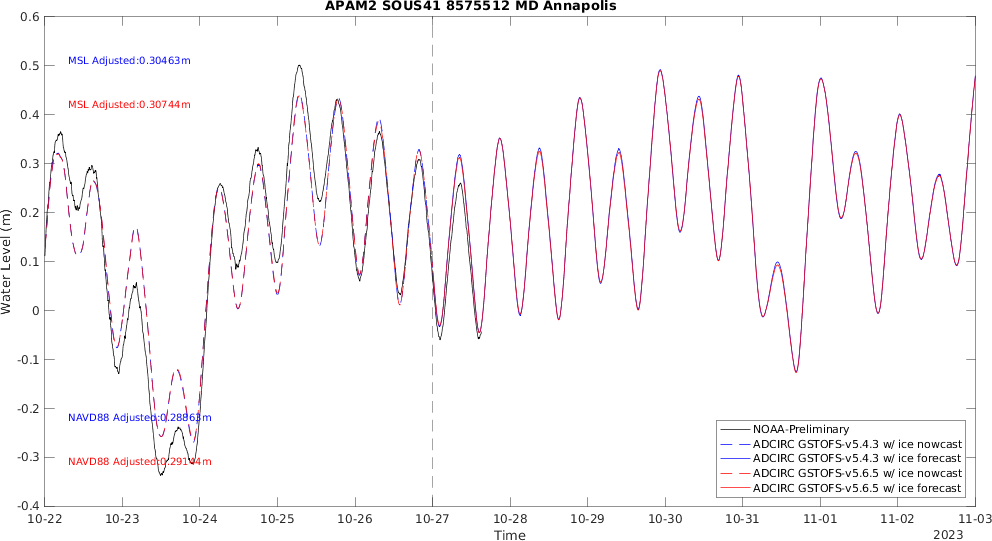 APAM2 SOUS41 8575512 MD Annapolis
0.6
0.5
0.4
0.3
0.2
0.1
0
-0.1
-0.2
-0.3
-0.4
Water Level (m)
MSL Adjusted:0.30463m
MSL Adjusted:0.30744m
NAVD88 Adjusted:0.28863m
NAVD88 Adjusted:0.29144m
NOAA-Preliminary
ADCIRC GSTOFS-v5.4.3 w/ ice nowcast
ADCIRC GSTOFS-v5.4.3 w/ ice forecast
ADCIRC GSTOFS-v5.6.5 w/ ice nowcast
ADCIRC GSTOFS-v5.6.5 w/ ice forecast
10-22 10-23 10-24 10-25 10-26 10-27 10-28 10-29 10-30 10-31 11-01 11-02 11-03
Time
2023